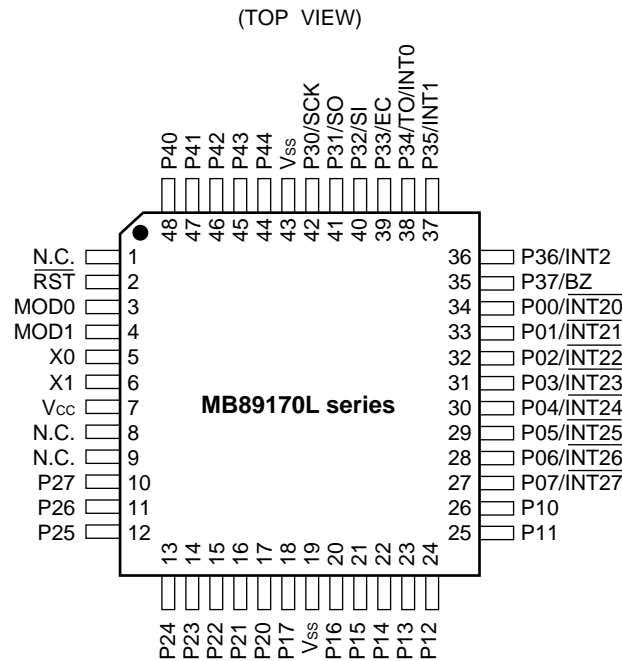 (TOP VIEW)
P40
P41
P42
P43
P44
Vss
P30/SCK
P31/SO
P32/SI
P33/EC
P34/TO/INT0
P35/INT1
48
47
46
45
44
43
42
41
40
39
38
37
N.C. 1
RST 2
MOD0 3
MOD1 4
X0 5
X1 6
Vcc 7
N.C. 8
N.C. 9
P27 10
P26 11
P25 12
MB89170L series
36 P36/INT2
35 P37/BZ
34 P00/INT20
33 P01/INT21
32 P02/INT22
31 P03/INT23
30 P04/INT24
29 P05/INT25
28 P06/INT26
27 P07/INT27
26 P10
25 P11
13
14
15
16
17
18
19
20
21
22
23
24
P24
P23
P22
P21
P20
P17
Vss
P16
P15
P14
P13
P12